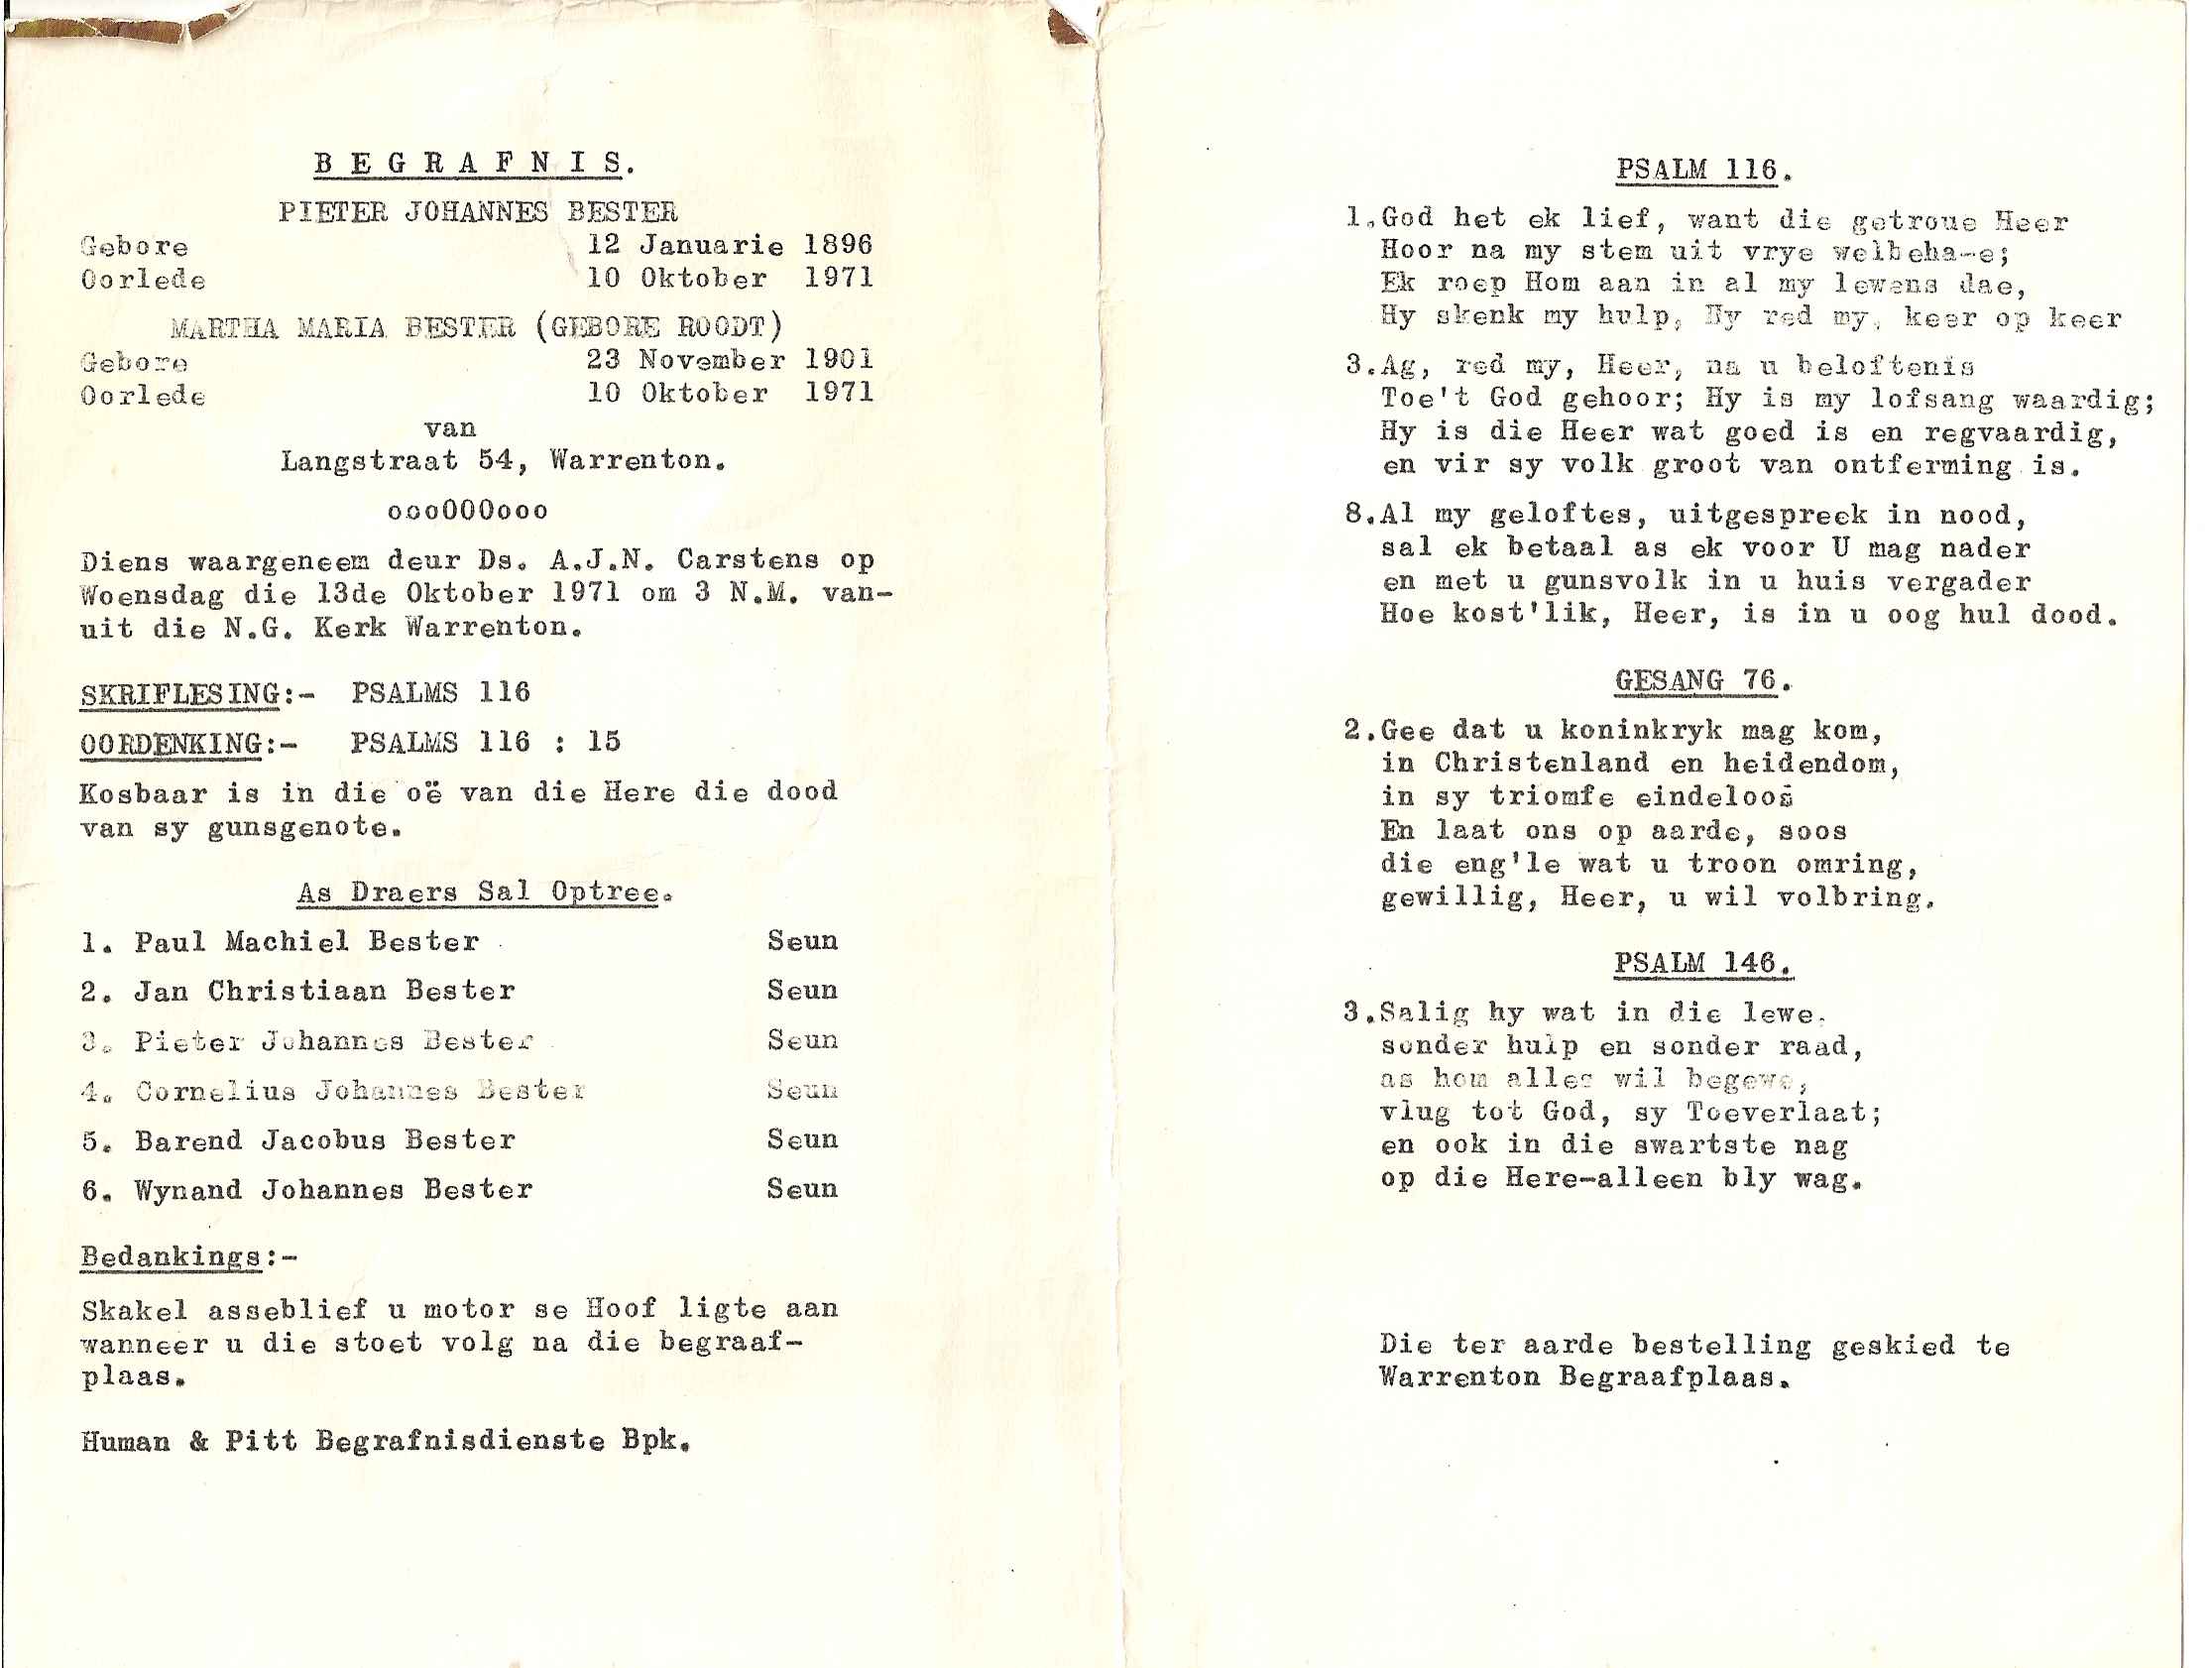 B E G R A F N I S.
PIETER JOHANNES BESTER
Gebore 12 Januarie 1896
Oorlede 10 Oktober 1971
MARTHA MARIA BESTER (GEBORE ROODT)
Gebore 23 November 1901
Oorlede 10 Oktober 1971
van
Langstraat 54, Warrenton.
oooOOOooo
Diens waargeneem deur Ds. A.J.N. Carstens op
Woensdag die 13de Oktober 1971 om 3 N.M. van-
uit die N.G. Kerk Warrenton.
SKRIFLESING:- PSALMS 116
OORDENKING:- PSALMS 116 : 15
Kosbaar is in die oë van die Here die dood
van sy gunsgenote.
As Draers Sal Optree.
1. Paul Machiel Bester Seun
2. Jan Christiaan Bester Seun
3. Pieter Johannes Bester Seun
4. Cornelius Johannes Bester Seun
5. Barend Jacobus Bester Seun
6. Wynand Johannes Bester Seun
Bedankings:-
Skakel asseblief u motor se Hoof ligte aan
wanneer u die stoet volg na die begraaf-
plaas.
Human & Pitt Begrafnisdienste Bpk.
PSALM 116.
1.God het ek lief, want die getroue Heer
Hoor na my stem uit vrye
Ek roep Hom aan in al my lewens dae,
Hy skenk my hulp, Hy red my, keer op keer
3.Ag, red my, Heer, na u beloftenis
Toe't God gehoor; Hy is my lofsang waardig;
Hy is die Heer wat goed is en regvaardig,
en vir sy volk groot van ontferming is.
8.Al my geloftes, uitgespreek in nood,
sal ek betaal as ek voor U mag nader
en met u gunsvolk in u huis vergader
Hoe kost'lik, Heer, is in u oog hul dood.
GESANG 76.
2.Gee dat u koninkryk mag kom,
in Christenland en heidendom,
in sy triomfe eindeloos
En laat ons op aarde, soos
die eng'le wat u troon omring,
gewillig, Heer, u wil volbring.
PSALM 146.
3.Salig hy wat in die lewe.
sonder hulp en sonder raad,
as hom alles wil begewe,
vlug tot God, sy Toeverlaat;
en ook in die swartste nag
op die Here-alleen bly wag.
Die ter aarde bestelling geskied te
Warrenton Begraafplaas.